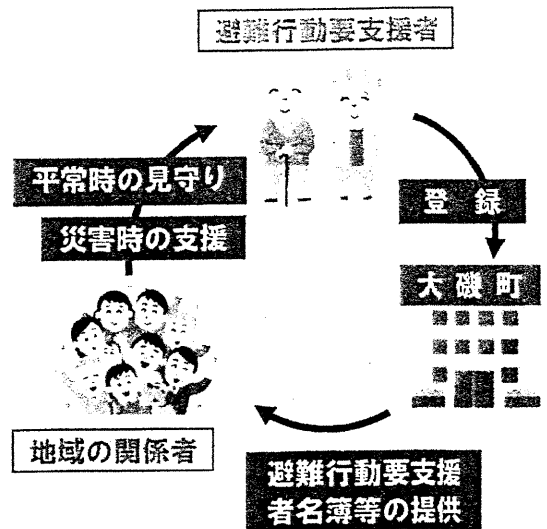 避難行動要支援者
平常時の見守り
災害時の支援
登 録
大 磯 町
地域の関係者
避難行動要支援
者名簿等の提供